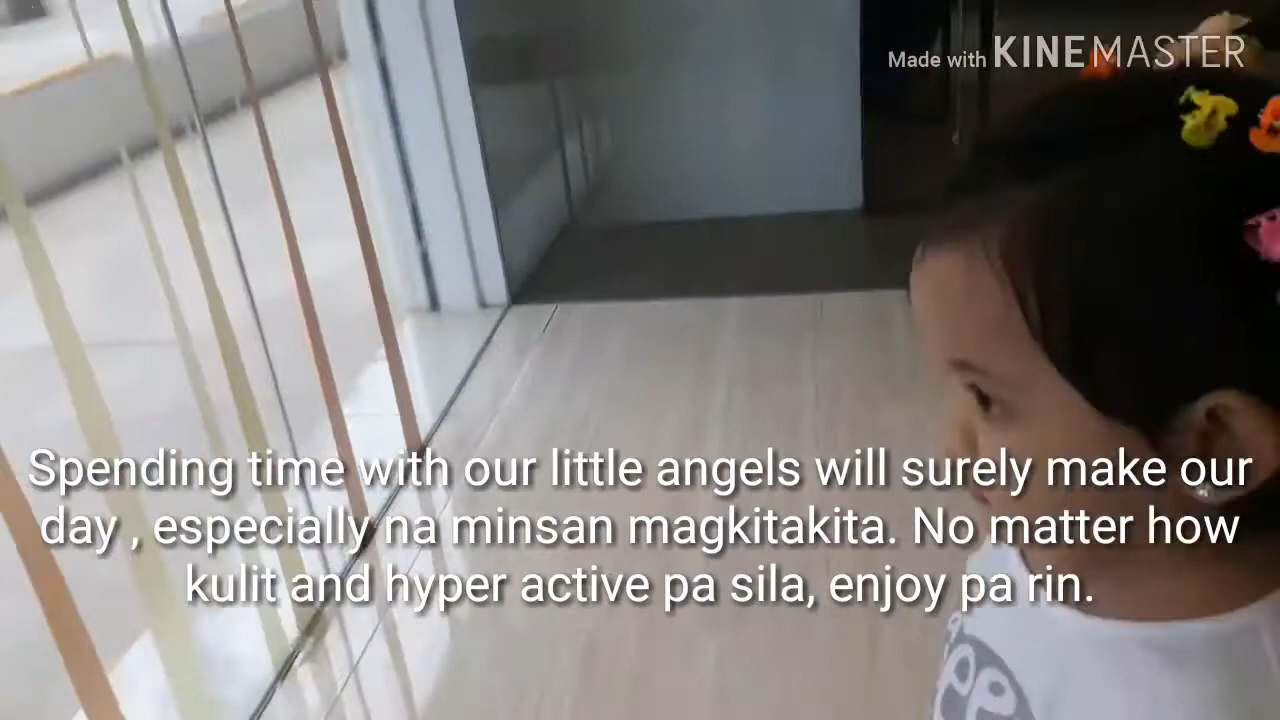 Made with KINEMASTER
Spending time with our little angels will surely make our
day , especially na minsan magkitakita. No matter how
kulit and hyper active pa sila, enjoy pa rin.